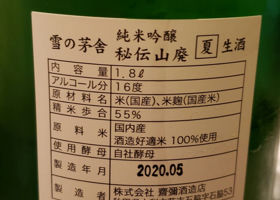 雪の茅舎 純米吟醸 秘伝山廃 夏 生酒
内容量 1.8ℓ
アルコール分 16度
原材料名 米(国産)、米麹(国産米)
精米歩合 55%
原料米 国内産
酒造好適米 100%使用
使用酵母 自社酵母
製造年月 2020.05
製造者 株式会社 齋彌酒造店